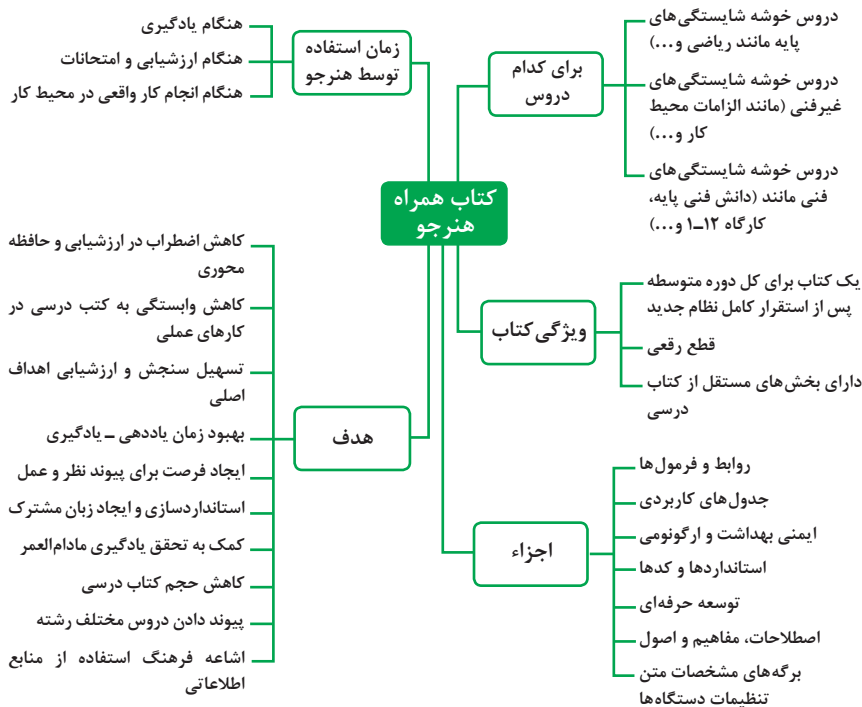 کتاب همراه
هنرجو
برای کدام
دروس
دروس خوشه شایستگی‌های
پایه مانند ریاضی و...)
دروس خوشه شایستگی‌های
غیرفنی (مانند الزامات محیط
کار و...)
دروس خوشه شایستگی‌های
فنی مانند (دانش فنی پایه،
کارگاه ۱۲ـ۱ و...)
ویژگی کتاب
یک کتاب برای کل دوره متوسطه
پس از استقرار کامل نظام جدید
قطع رقعی
دارای بخش‌های مستقل از کتاب
درسی
اجزاء
روابط و فرمول‌ها
جدول‌های کاربردی
ایمنی بهداشت و ارگونومی
استانداردها و کدها
توسعه حرفه‌ای
اصطلاحات، مفاهیم و اصول
برگه‌های مشخصات متن
تنظیمات دستگاه‌ها
زمان استفاده
توسط هنرجو
هنگام یادگیری
هنگام ارزشیابی و امتحانات
هنگام انجام کار واقعی در محیط کار
هدف
کاهش اضطراب در ارزشیابی و حافظه
محوری
کاهش وابستگی به کتب درسی در
کارهای عملی
تسهیل سنجش و ارزشیابی اهداف
اصلی
بهبود زمان یاددهی ـ یادگیری
ایجاد فرصت برای پیوند نظر و عمل
استانداردسازی و ایجاد زبان مشترک
کمک به تحقق یادگیری مادام‌العمر
کاهش حجم کتاب درسی
پیوند دادن دروس مختلف رشته
اشاعه فرهنگ استفاده از منابع
اطلاعاتی